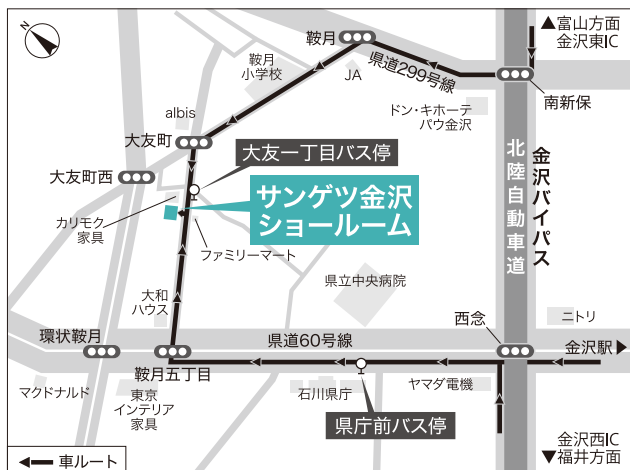 N
▲富山方面
金沢東IC
鞍月
鞍月
小学校
JA
県道299号線
南新保
ドン・キホーテ
パウ金沢
albis
大友町
大友一丁目バス停
大友町西
サンゲツ金沢
ショールーム
カリモク
家具
ファミリーマート
北陸自動車道
金沢バイパス
県立中央病院
大和
ハウス
西念
ニトリ
環状鞍月
県道60号線
金沢駅▶
鞍月五丁目
マクドナルド
東京
インテリア
家具
石川県庁
ヤマダ電機
県庁前バス停
金沢西IC
▼福井方面
車ルート